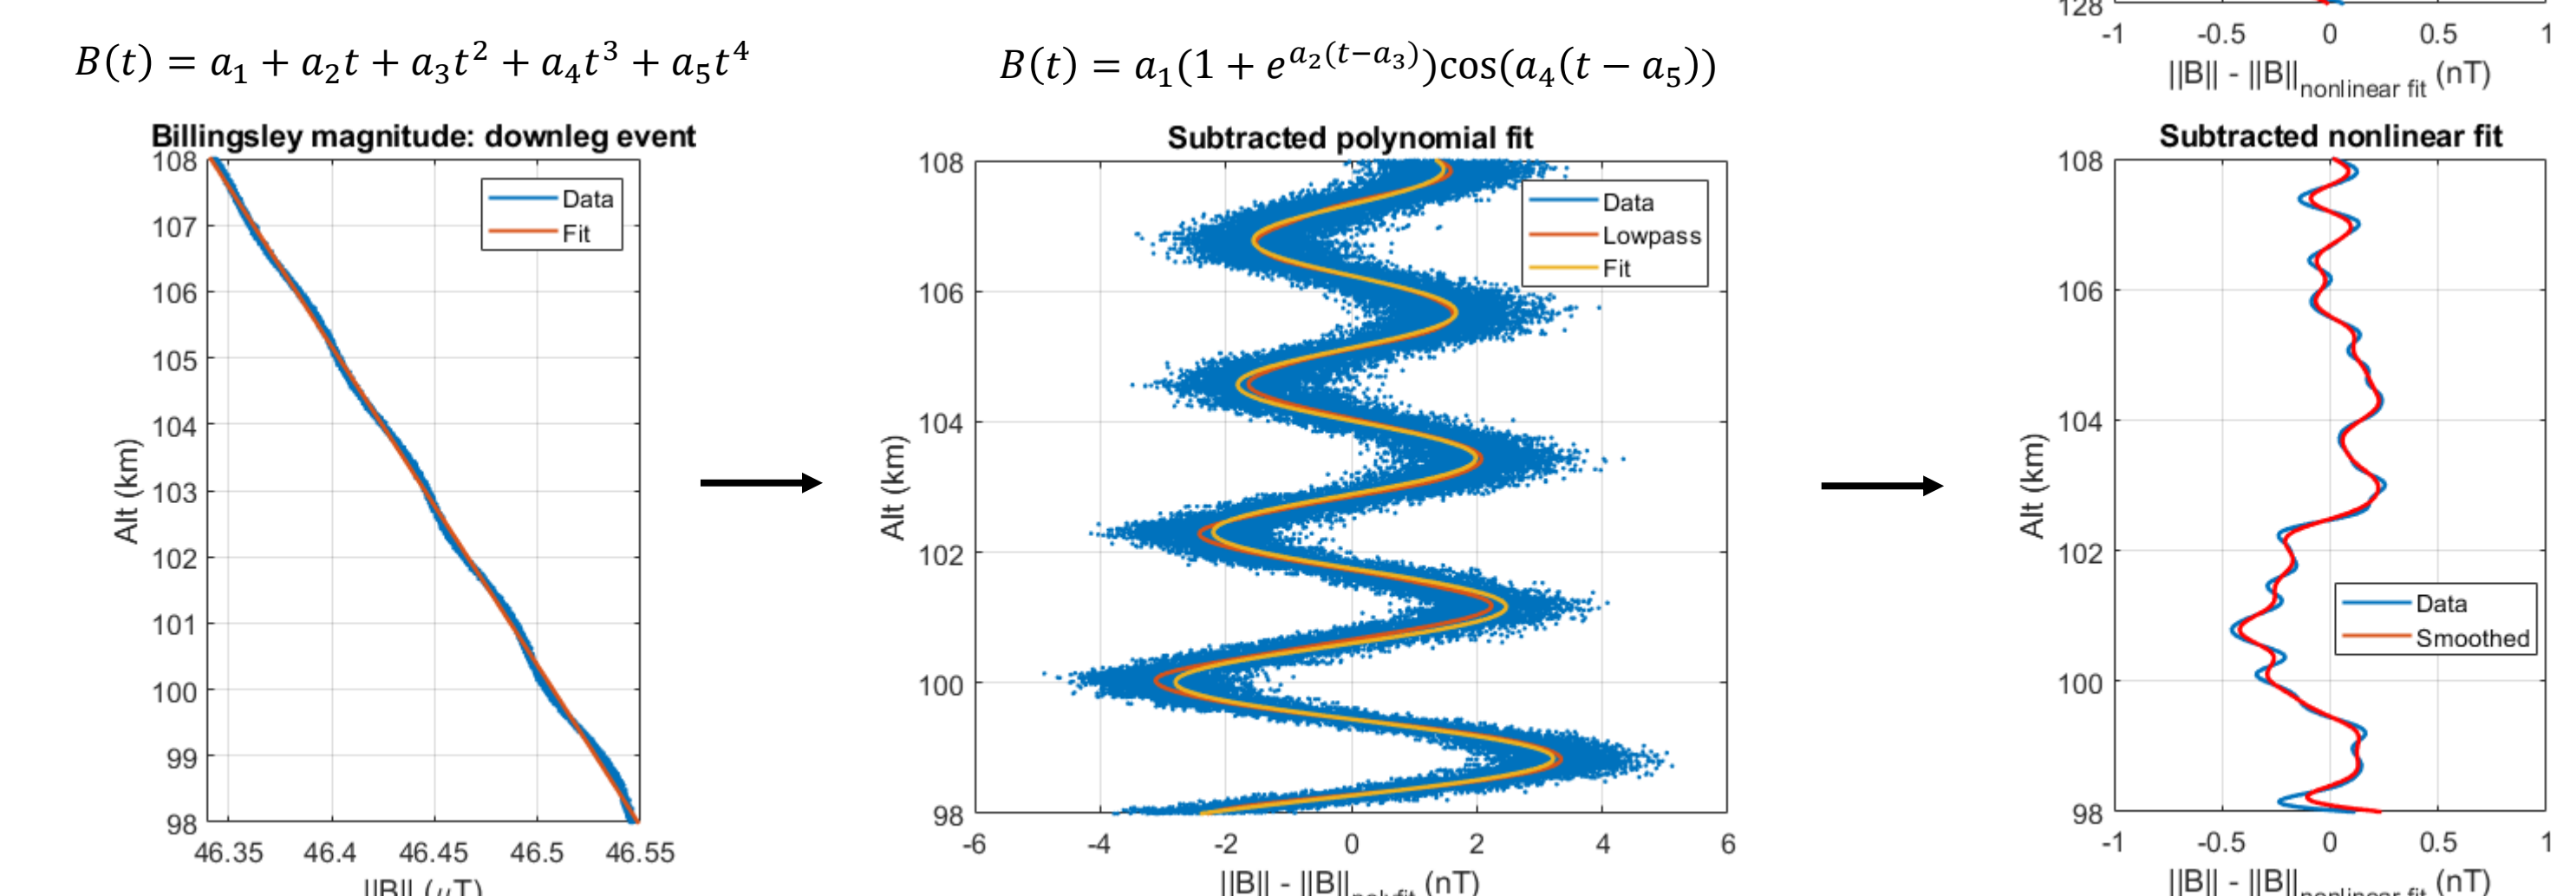 B(t) = a₁ + a₂t + a₃t² + a₄t³ + a₅t⁴
Billingsley magnitude: downleg event
108
107
106
105
104
103
102
101
100
99
98
Alt (km)
Data
Fit
46.35 46.4 46.45 46.5 46.55
||B|| (μT)
B(t) = a₁(1 + e^{a₂(t−a₃)})cos(a₄(t − a₅))
Subtracted polynomial fit
108
106
104
102
100
98
Alt (km)
Data
Lowpass
Fit
-6 -4 -2 0 2 4 6
||B|| - ||B||polyfit (nT)
128
-1 -0.5 0 0.5 1
||B|| - ||B||nonlinear fit (nT)
Subtracted nonlinear fit
108
106
104
102
100
98
Alt (km)
Data
Smoothed
-1 -0.5 0 0.5 1
||B|| - ||B||nonlinear fit (nT)